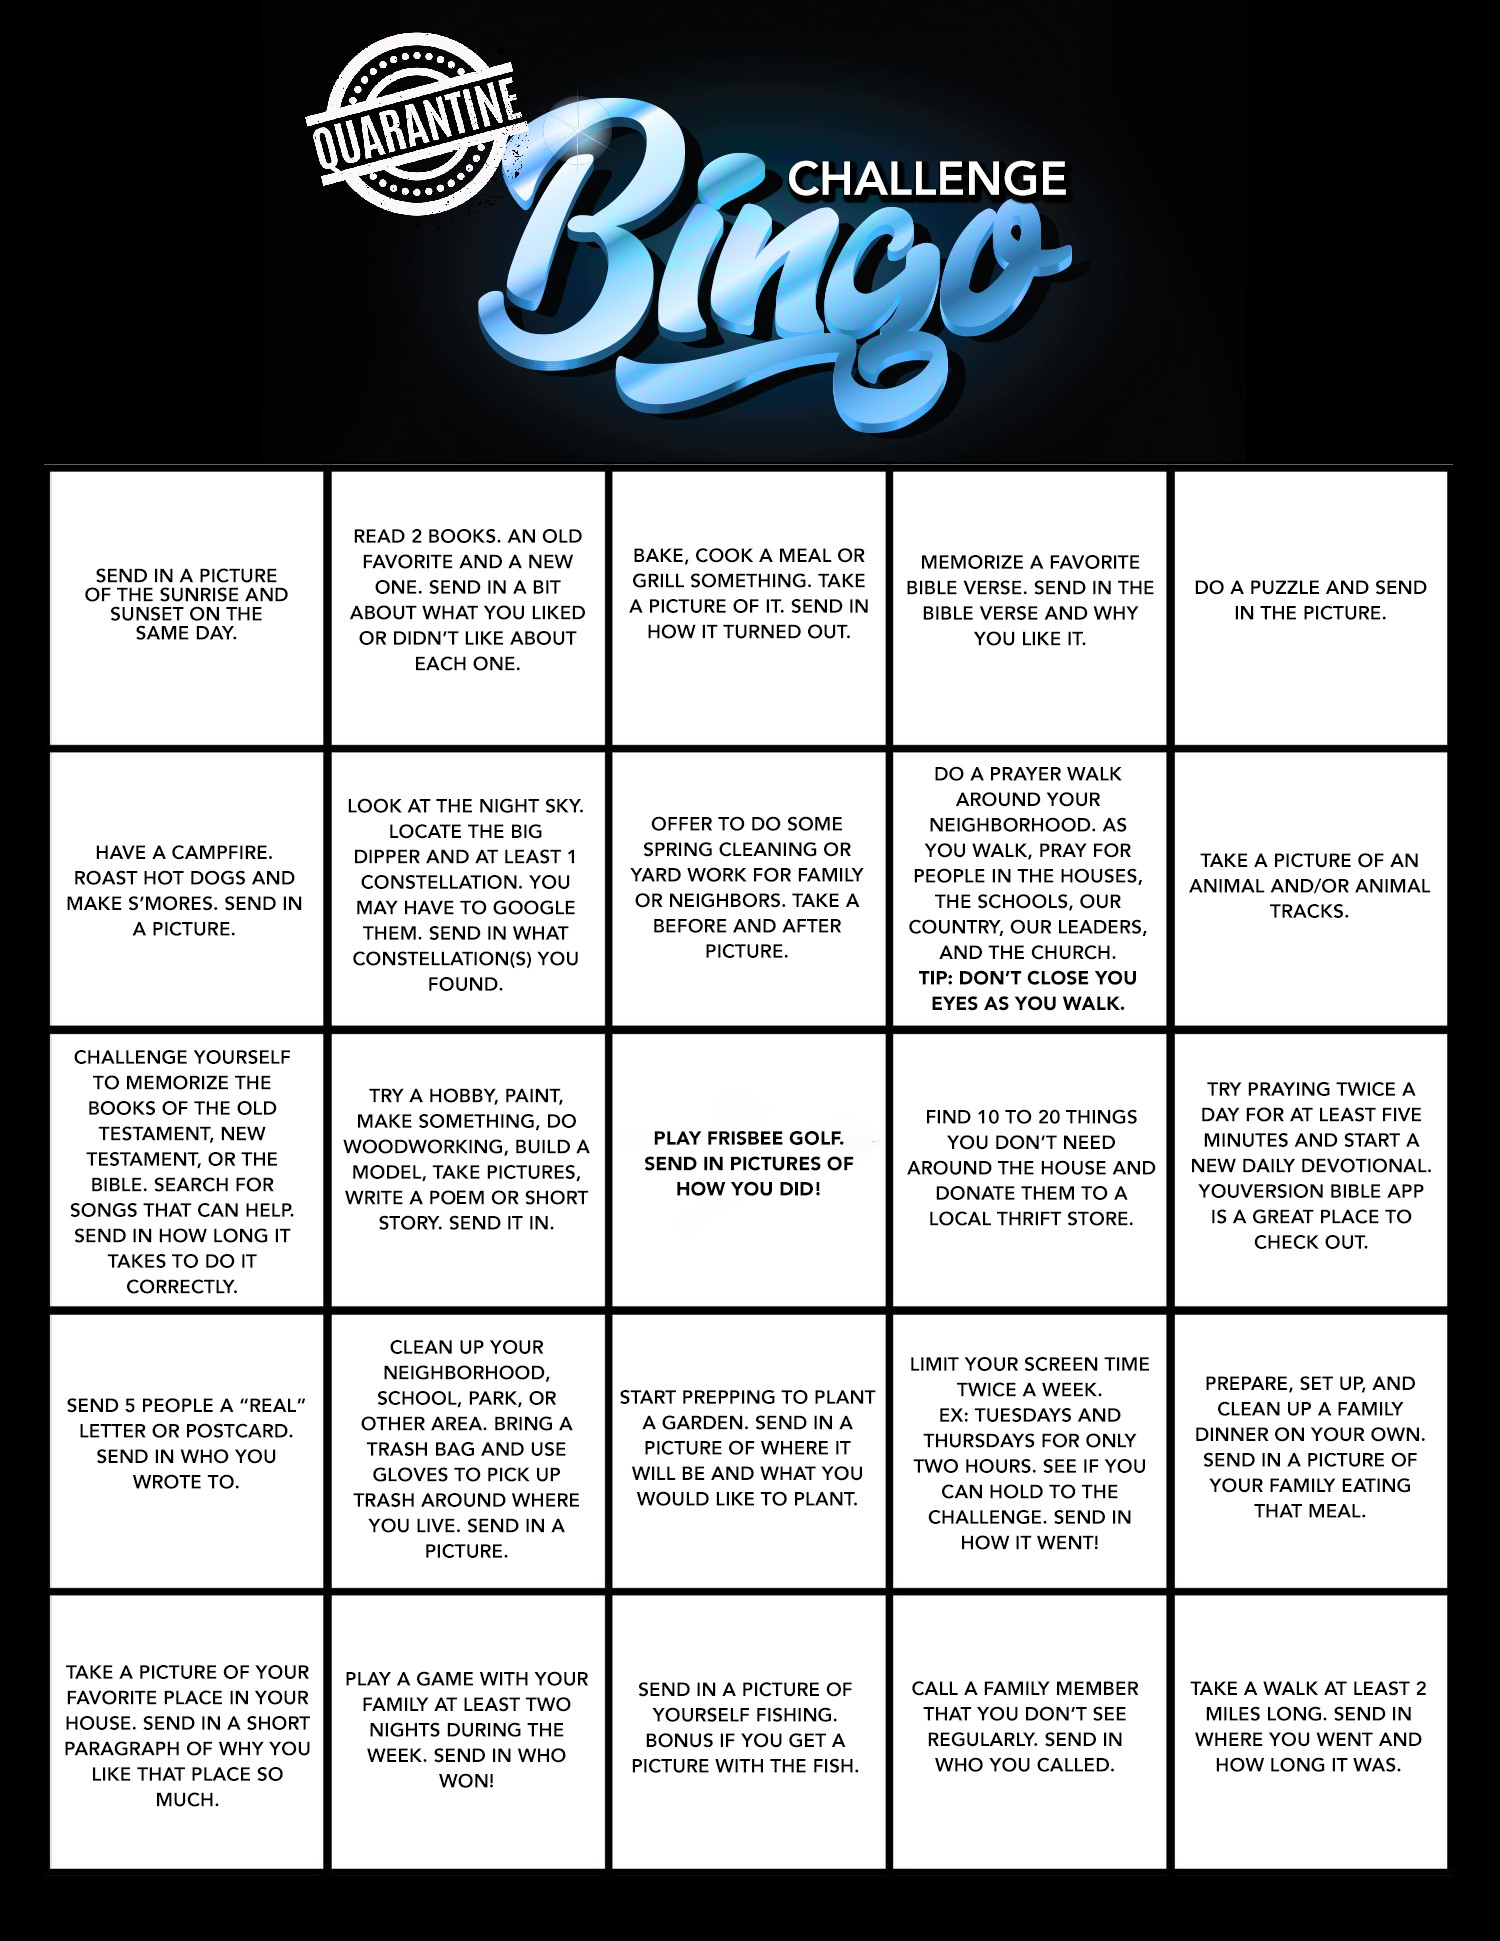 QUARANTINE
Bingo
CHALLENGE
SEND IN A PICTURE
OF THE SUNRISE AND
SUNSET ON THE
SAME DAY.
READ 2 BOOKS. AN OLD
FAVORITE AND A NEW
ONE. SEND IN A BIT
ABOUT WHAT YOU LIKED
OR DIDN'T LIKE ABOUT
EACH ONE.
BAKE, COOK A MEAL OR
GRILL SOMETHING. TAKE
A PICTURE OF IT. SEND IN
HOW IT TURNED OUT.
MEMORIZE A FAVORITE
BIBLE VERSE. SEND IN THE
BIBLE VERSE AND WHY
YOU LIKE IT.
DO A PUZZLE AND SEND
IN THE PICTURE.
HAVE A CAMPFIRE.
ROAST HOT DOGS AND
MAKE S'MORES. SEND IN
A PICTURE.
LOOK AT THE NIGHT SKY.
LOCATE THE BIG
DIPPER AND AT LEAST 1
CONSTELLATION. YOU
MAY HAVE TO GOOGLE
THEM. SEND IN WHAT
CONSTELLATION(S) YOU
FOUND.
OFFER TO DO SOME
SPRING CLEANING OR
YARD WORK FOR FAMILY
OR NEIGHBORS. TAKE A
BEFORE AND AFTER
PICTURE.
DO A PRAYER WALK
AROUND YOUR
NEIGHBORHOOD. AS
YOU WALK, PRAY FOR
PEOPLE IN THE HOUSES,
THE SCHOOLS, OUR
COUNTRY, OUR LEADERS,
AND THE CHURCH.
TIP: DON'T CLOSE YOU
EYES AS YOU WALK.
TAKE A PICTURE OF AN
ANIMAL AND/OR ANIMAL
TRACKS.
CHALLENGE YOURSELF
TO MEMORIZE THE
BOOKS OF THE OLD
TESTAMENT, NEW
TESTAMENT, OR THE
BIBLE. SEARCH FOR
SONGS THAT CAN HELP.
SEND IN HOW LONG IT
TAKES TO DO IT
CORRECTLY.
TRY A HOBBY, PAINT,
MAKE SOMETHING, DO
WOODWORKING, BUILD A
MODEL, TAKE PICTURES,
WRITE A POEM OR SHORT
STORY. SEND IT IN.
PLAY FRISBEE GOLF.
SEND IN PICTURES OF
HOW YOU DID!
FIND 10 TO 20 THINGS
YOU DON'T NEED
AROUND THE HOUSE AND
DONATE THEM TO A
LOCAL THRIFT STORE.
TRY PRAYING TWICE A
DAY FOR AT LEAST FIVE
MINUTES AND START A
NEW DAILY DEVOTIONAL.
YOUVERSION BIBLE APP
IS A GREAT PLACE TO
CHECK OUT.
SEND 5 PEOPLE A “REAL”
LETTER OR POSTCARD.
SEND IN WHO YOU
WROTE TO.
CLEAN UP YOUR
NEIGHBORHOOD,
SCHOOL, PARK, OR
OTHER AREA. BRING A
TRASH BAG AND USE
GLOVES TO PICK UP
TRASH AROUND WHERE
YOU LIVE. SEND IN A
PICTURE.
START PREPPING TO PLANT
A GARDEN. SEND IN A
PICTURE OF WHERE IT
WILL BE AND WHAT YOU
WOULD LIKE TO PLANT.
LIMIT YOUR SCREEN TIME
TWICE A WEEK.
EX: TUESDAYS AND
THURSDAYS FOR ONLY
TWO HOURS. SEE IF YOU
CAN HOLD TO THE
CHALLENGE. SEND IN
HOW IT WENT!
PREPARE, SET UP, AND
CLEAN UP A FAMILY
DINNER ON YOUR OWN.
SEND IN A PICTURE OF
YOUR FAMILY EATING
THAT MEAL.
TAKE A PICTURE OF YOUR
FAVORITE PLACE IN YOUR
HOUSE. SEND IN A SHORT
PARAGRAPH OF WHY YOU
LIKE THAT PLACE SO
MUCH.
PLAY A GAME WITH YOUR
FAMILY AT LEAST TWO
NIGHTS DURING THE
WEEK. SEND IN WHO
WON!
SEND IN A PICTURE OF
YOURSELF FISHING.
BONUS IF YOU GET A
PICTURE WITH THE FISH.
CALL A FAMILY MEMBER
THAT YOU DON'T SEE
REGULARLY. SEND IN
WHO YOU CALLED.
TAKE A WALK AT LEAST 2
MILES LONG. SEND IN
WHERE YOU WENT AND
HOW LONG IT WAS.